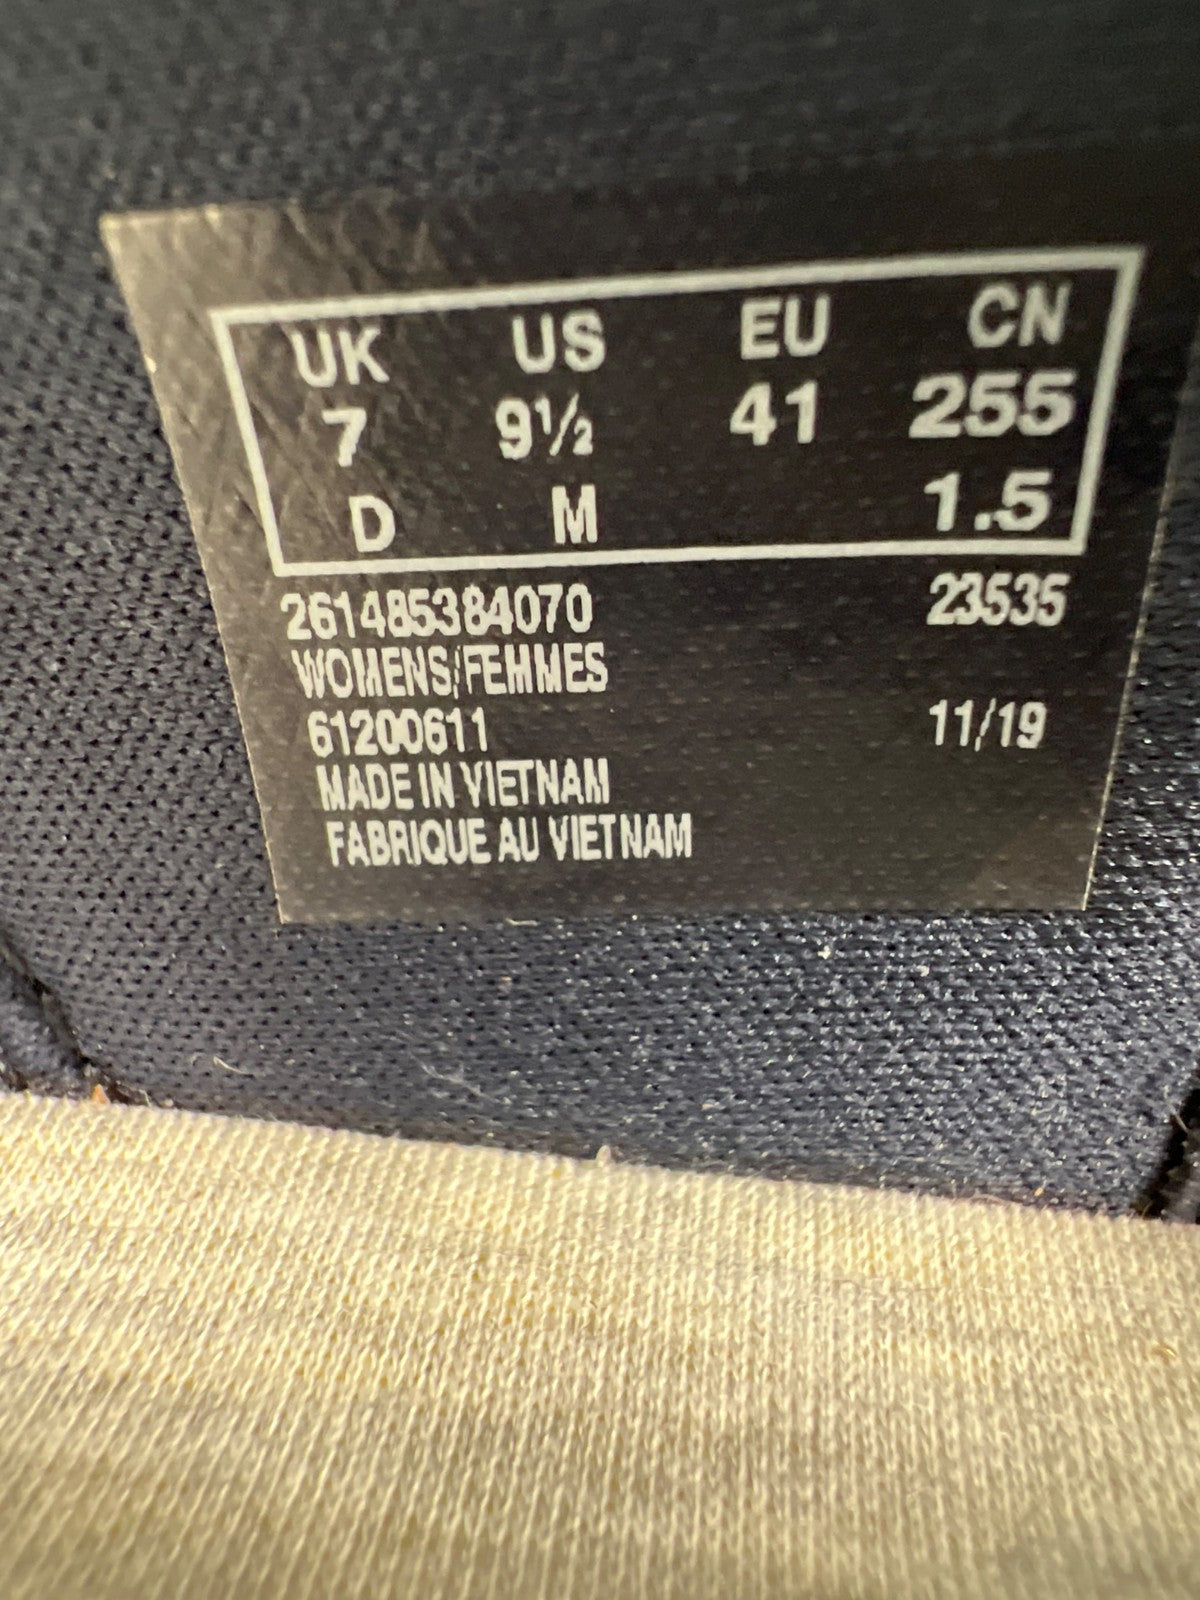 UK US EU CN
7 9½ 41 255
D M 1.5
261485384070 23535
WOMENS/FEMMES
61200611 11/19
MADE IN VIETNAM
FABRIQUE AU VIETNAM